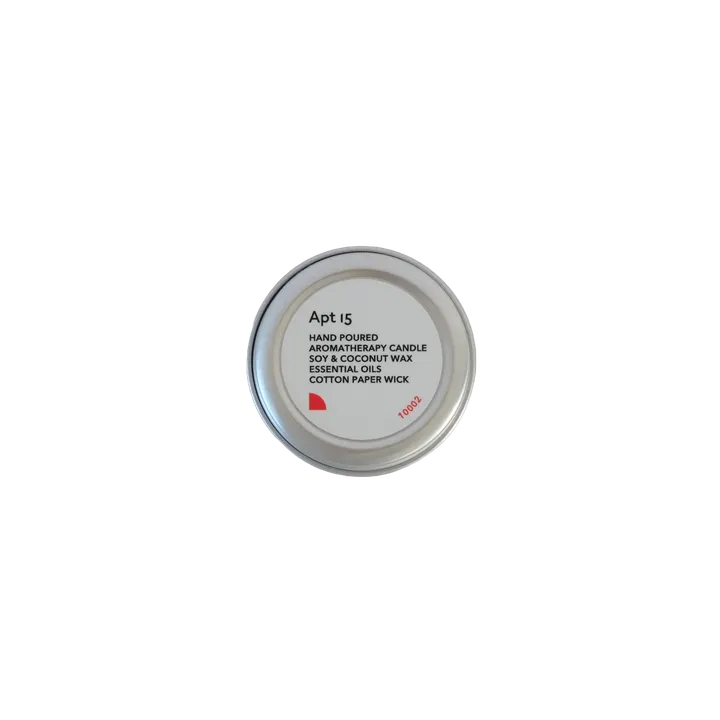 Apt 15
HAND POURED
AROMATHERAPY CANDLE
SOY & COCONUT WAX
ESSENTIAL OILS
COTTON PAPER WICK
10002